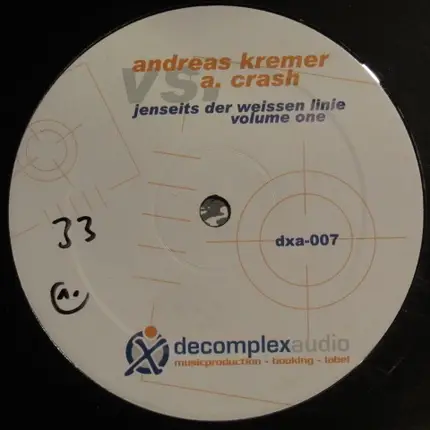 andreas kremer
vs.
a. crash
jenseits der weissen linie
volume one
33
dxa-007
a.
decomplexaudio
musicproduction - booking - label